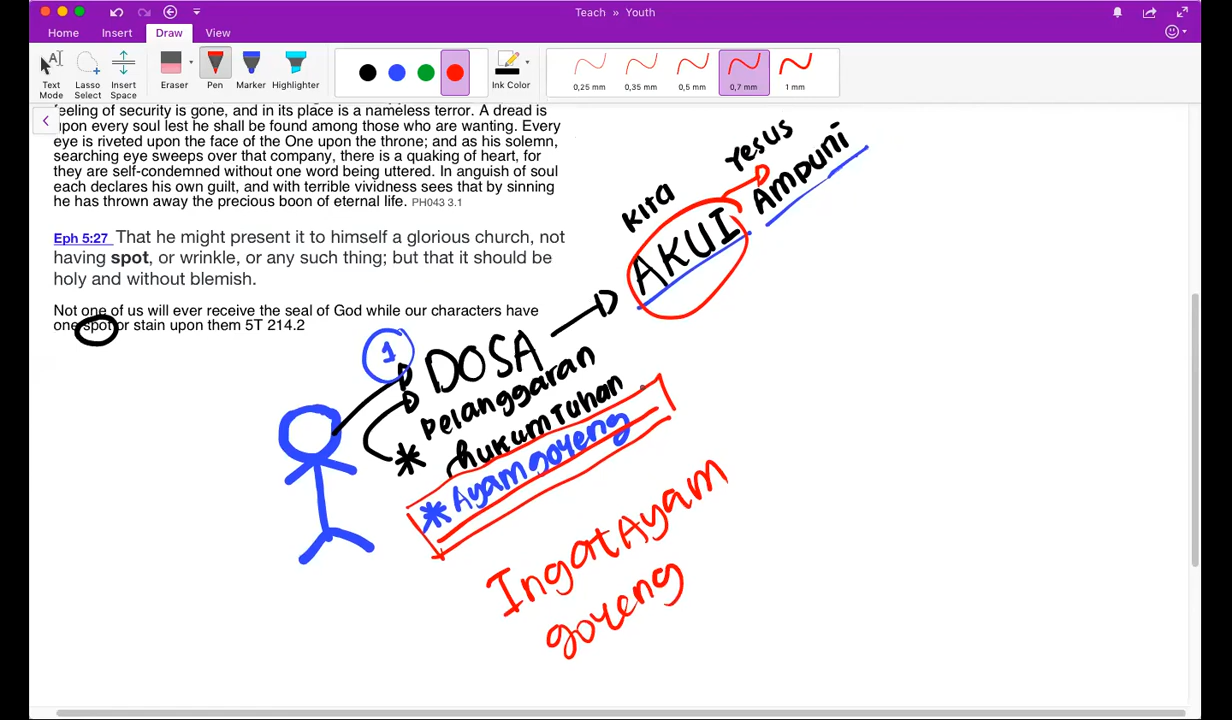 Teach » Youth
Home Insert Draw View
Text Mode
Lasso Select
Insert Space
Eraser
Pen
Marker
Highlighter
Ink Color
0,25 mm
0,35 mm
0,5 mm
0,7 mm
1 mm
feeling of security is gone, and in its place is a nameless terror. A dread is
upon every soul lest he shall be found among those who are wanting. Every
eye is riveted upon the face of the One upon the throne; and as his solemn,
searching eye sweeps over that company, there is a quaking of heart, for
they are self-condemned without one word being uttered. In anguish of soul
each declares his own guilt, and with terrible vividness sees that by sinning
he has thrown away the precious boon of eternal life. PH043 3.1
Eph 5:27 That he might present it to himself a glorious church, not
having spot, or wrinkle, or any such thing; but that it should be
holy and without blemish.
Not one of us will ever receive the seal of God while our characters have
one spot or stain upon them 5T 214.2
Yesus
Ampuni
Kita
AKUI
1
DOSA
* Pelanggaran
hukum Tuhan
* Ayam goreng
Ingat Ayam
goreng